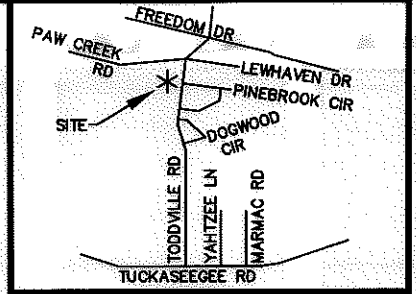 FREEDOM DR
PAW CREEK
RD
LEWHAVEN DR
PINEBROOK CIR
SITE
DOGWOOD
CIR
TODDVILLE RD
YAHTZEE LN
MARMAC RD
TUCKASEEGEE RD